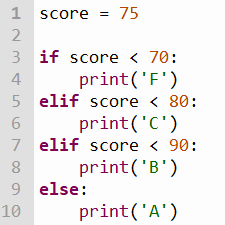 1 score = 75
2
3 if score < 70:
4     print('F')
5 elif score < 80:
6     print('C')
7 elif score < 90:
8     print('B')
9 else:
10     print('A')